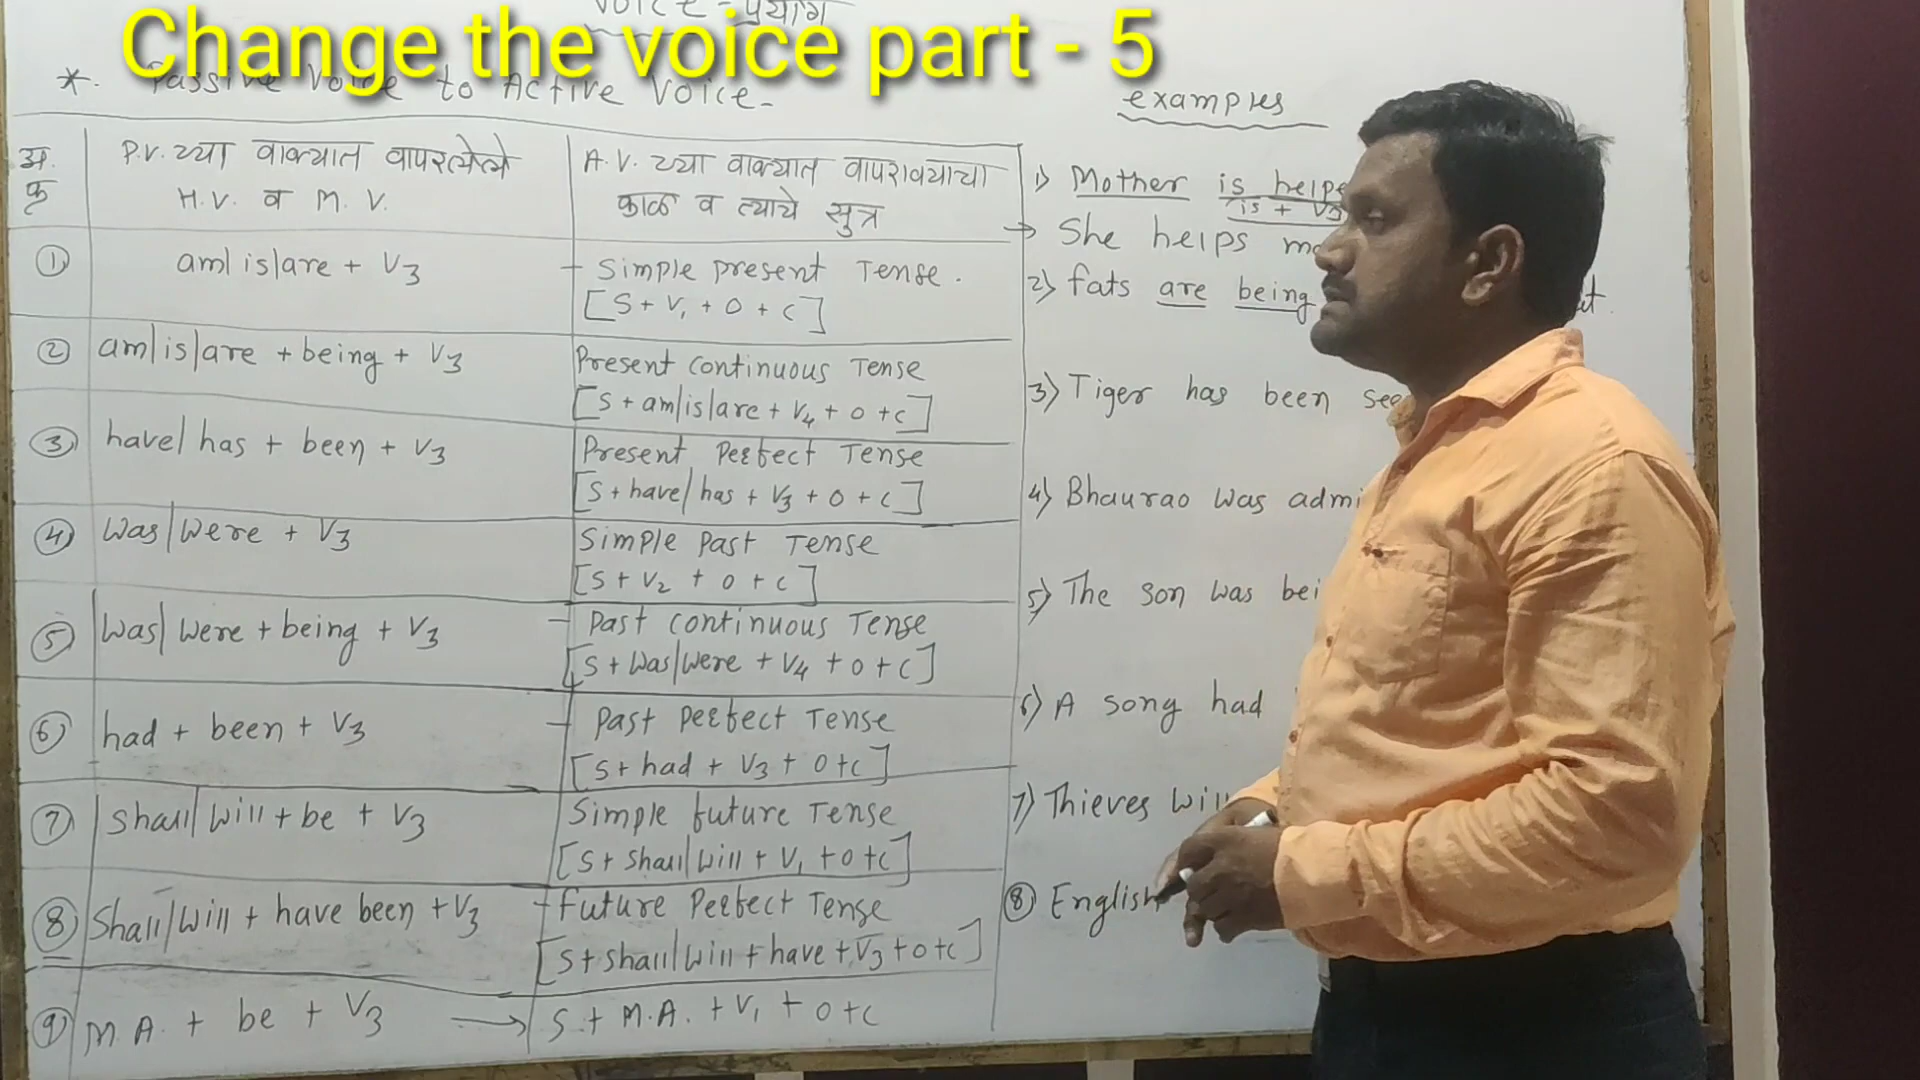 Voice - प्रयोग
Change the voice part - 5
*. Passive Voice to Active Voice -
अ.
क्र
P.V. च्या वाक्यात वापरलेले
H.V. व M.V.
A.V. च्या वाक्यात वापरावयाचा
काळ व त्याचे सुत्र
① am|is|are + V3
- Simple present Tense.
[S + V1 + O + C]
② am|is|are + being + V3
Present Continuous Tense
[S + am|is|are + V4 + O + C]
③ have| has + been + V3
Present Perfect Tense
[S + have| has + V3 + O + C]
④ Was|Were + V3
Simple Past Tense
[S + V2 + O + C]
⑤ Was| Were + being + V3
- Past Continuous Tense
[S + Was|Were + V4 + O + C]
⑥ had + been + V3
- Past Perfect Tense
[S + had + V3 + O + C]
⑦ Shall| Will + be + V3
Simple future Tense
[S + Shall| Will + V1 + O + C]
⑧ Shall|Will + have been + V3
- future Perfect Tense
[S + Shall|Will + have + V3 + O + C]
⑨ M.A. + be + V3 → S. + M.A. + V1 + O + C
examples
1) Mother is
is + V3
→ She helps
2) fats are being
3) Tiger has been
4) Bhaurao was
5) The son was
6) A song had
7) Thieves
⑧ English